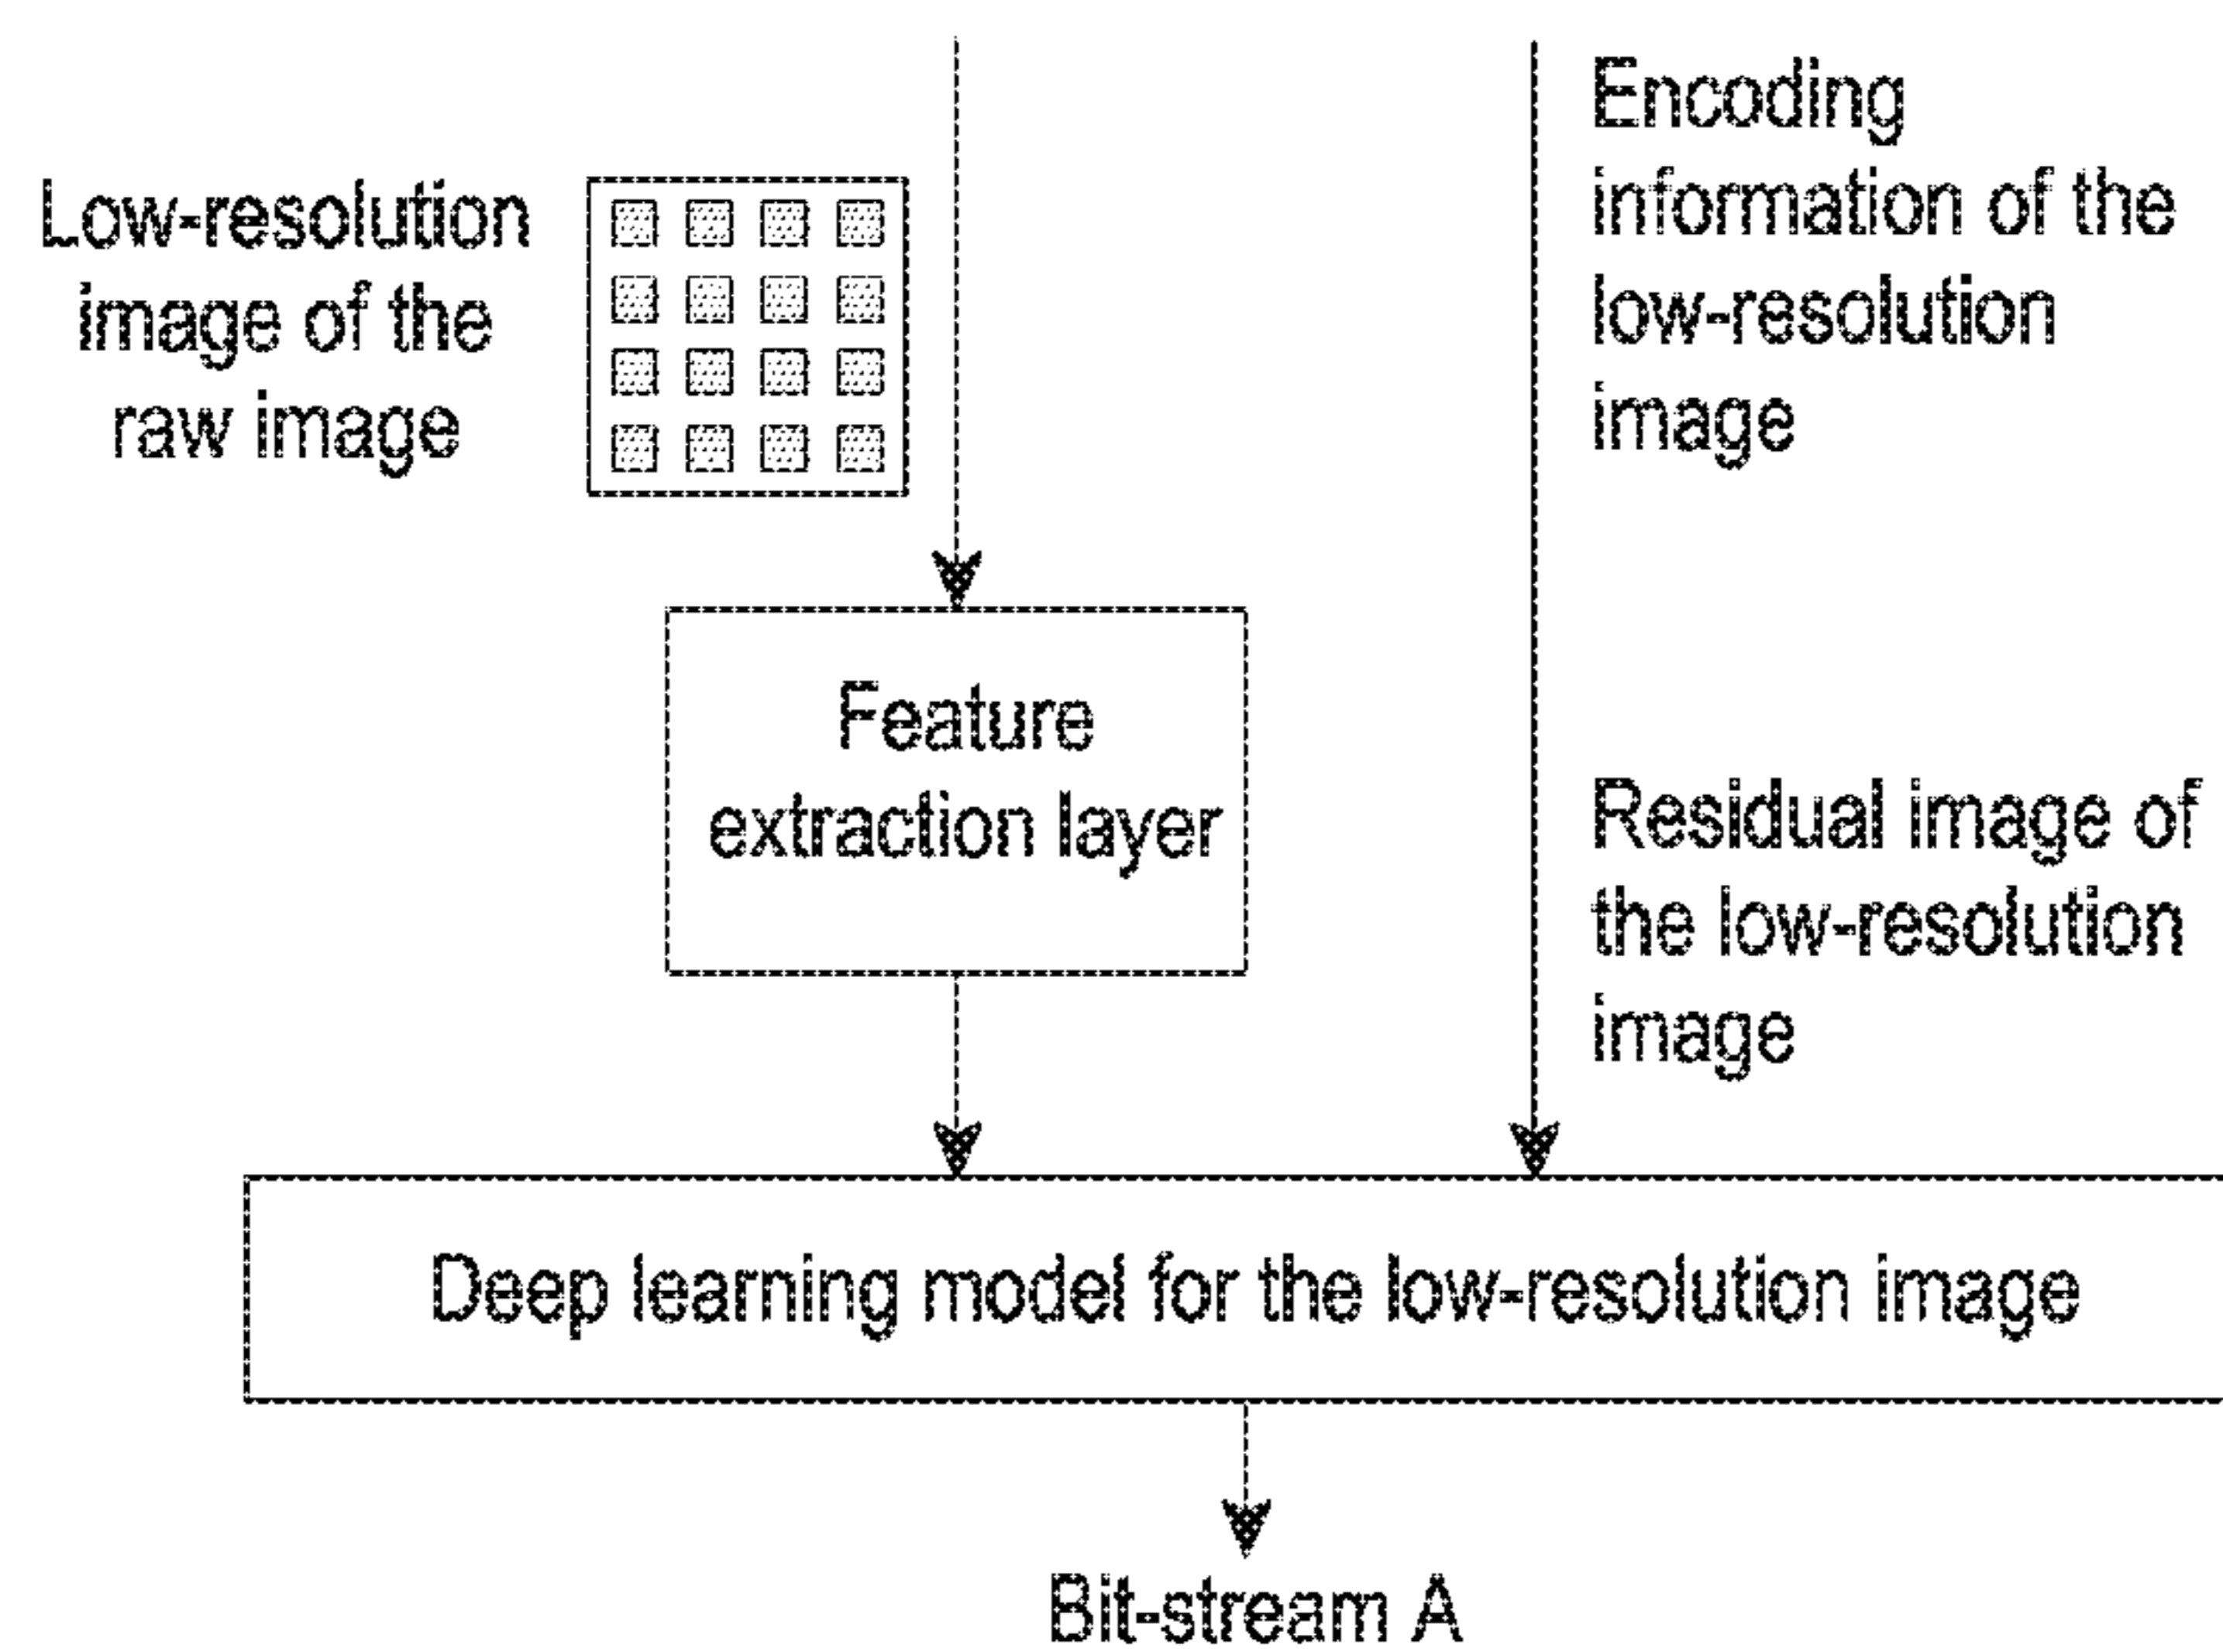 Low-resolution
image of the
raw image
Encoding
information of the
low-resolution
image
Feature
extraction layer
Residual image of
the low-resolution
image
Deep learning model for the low-resolution image
Bit-stream A